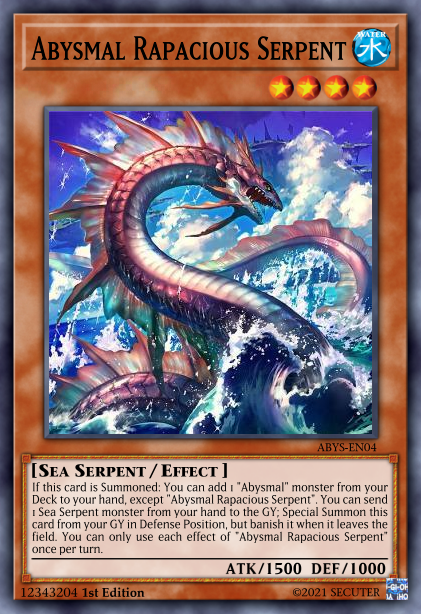 Abysmal Rapacious Serpent
WATER
水
ABYS-EN04
[Sea Serpent / Effect]
If this card is Summoned: You can add 1 "Abysmal" monster from your
Deck to your hand, except "Abysmal Rapacious Serpent". You can send
1 Sea Serpent monster from your hand to the GY; Special Summon this
card from your GY in Defense Position, but banish it when it leaves the
field. You can only use each effect of "Abysmal Rapacious Serpent"
once per turn.
ATK/1500 DEF/1000
12343204 1st Edition
©2021 SECUTER